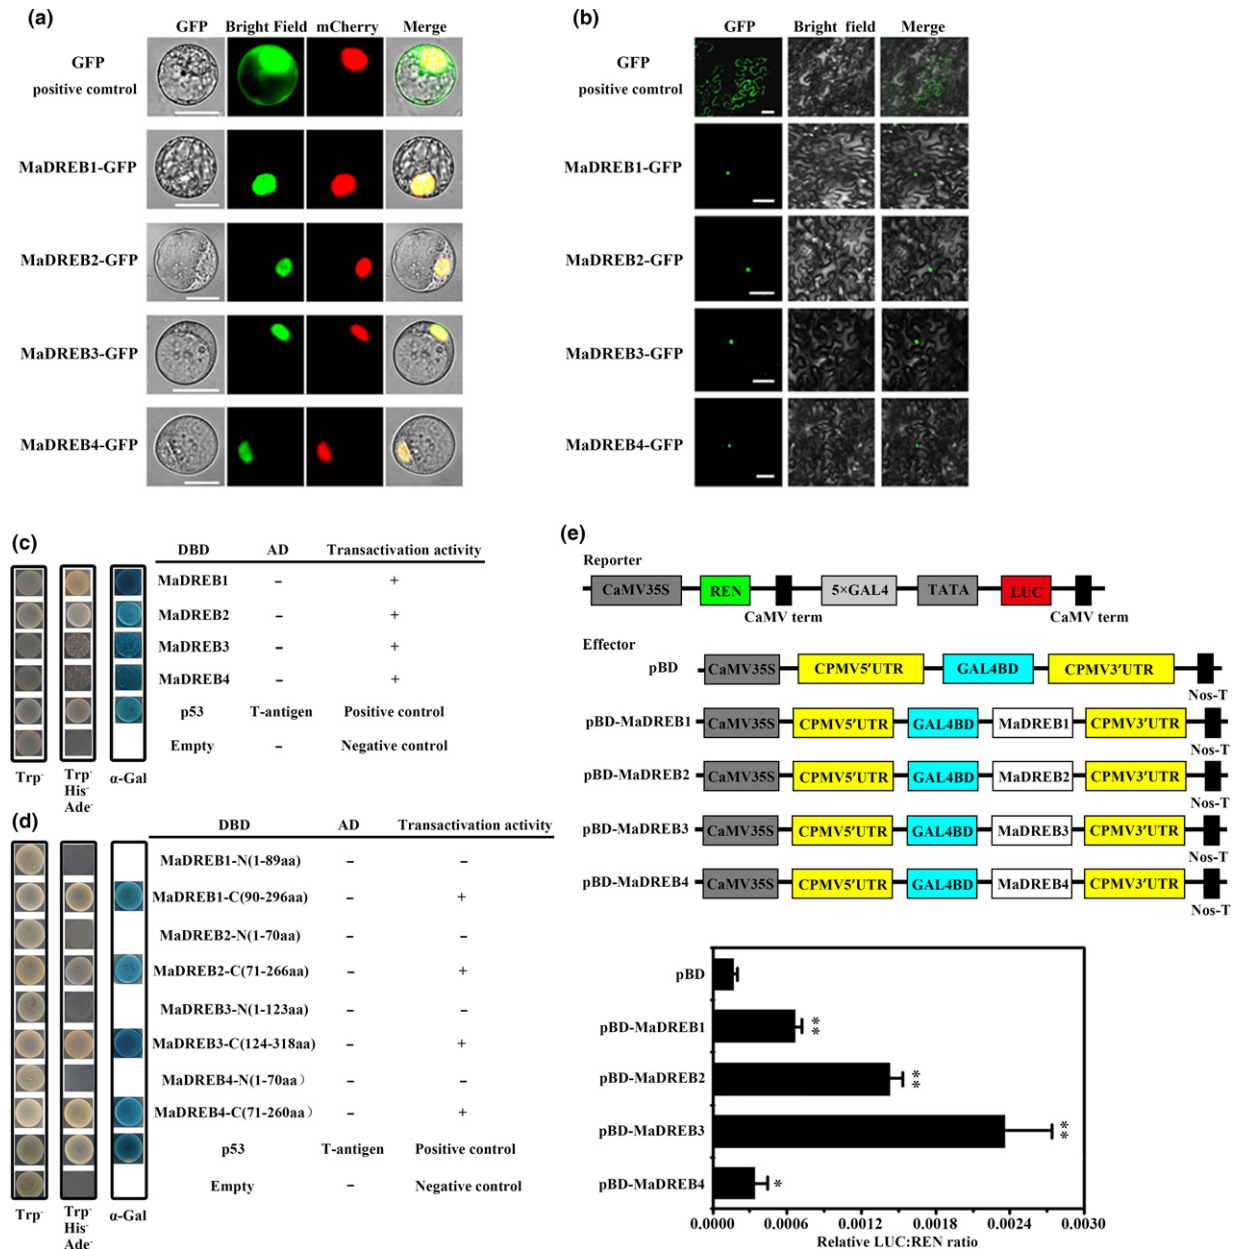 (a)
GFP Bright Field mCherry Merge
GFP
positive comtrol
MaDREB1-GFP
MaDREB2-GFP
MaDREB3-GFP
MaDREB4-GFP
(b)
GFP Bright field Merge
GFP
positive comtrol
MaDREB1-GFP
MaDREB2-GFP
MaDREB3-GFP
MaDREB4-GFP
(c)
DBD AD Transactivation activity
MaDREB1 – +
MaDREB2 – +
MaDREB3 – +
MaDREB4 – +
p53 T-antigen Positive control
Empty – Negative control
Trp- Trp- α-Gal
His-
Ade-
(d)
DBD AD Transactivation activity
MaDREB1-N(1-89aa) – –
MaDREB1-C(90-296aa) – +
MaDREB2-N(1-70aa) – –
MaDREB2-C(71-266aa) – +
MaDREB3-N(1-123aa) – –
MaDREB3-C(124-318aa) – +
MaDREB4-N(1-70aa） – –
MaDREB4-C(71-260aa） – +
p53 T-antigen Positive control
Empty – Negative control
Trp- Trp- α-Gal
His-
Ade-
(e)
Reporter
CaMV35S REN 5×GAL4 TATA LUC
CaMV term CaMV term
Effector
pBD CaMV35S CPMV5′UTR GAL4BD CPMV3′UTR
Nos-T
pBD-MaDREB1 CaMV35S CPMV5′UTR GAL4BD MaDREB1 CPMV3′UTR
Nos-T
pBD-MaDREB2 CaMV35S CPMV5′UTR GAL4BD MaDREB2 CPMV3′UTR
Nos-T
pBD-MaDREB3 CaMV35S CPMV5′UTR GAL4BD MaDREB3 CPMV3′UTR
Nos-T
pBD-MaDREB4 CaMV35S CPMV5′UTR GAL4BD MaDREB4 CPMV3′UTR
Nos-T
pBD
pBD-MaDREB1 **
pBD-MaDREB2 **
pBD-MaDREB3 **
pBD-MaDREB4 *
0.0000 0.0006 0.0012 0.0018 0.0024 0.0030
Relative LUC:REN ratio